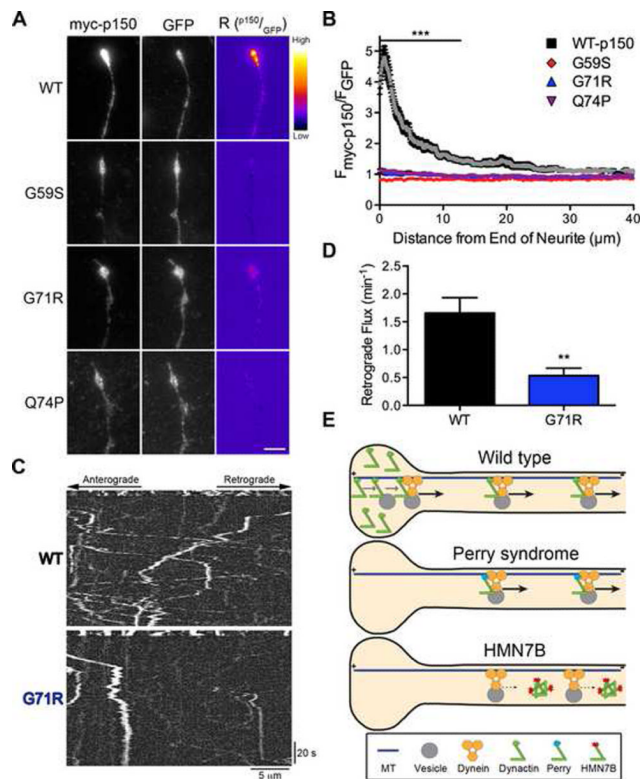 A
myc-p150 GFP R (p150/GFP)
High
Low
WT
G59S
G71R
Q74P
B
***
WT-p150
G59S
G71R
Q74P
Fmyc-p150/FGFP
5
4
3
2
1
0
0 10 20 30 40
Distance from End of Neurite (μm)
C
Anterograde Retrograde
WT
G71R
20 s
5 μm
D
Retrograde Flux (min-1)
2.0
1.5
1.0
0.5
0.0
**
WT G71R
E
Wild type
+
Perry syndrome
+
HMN7B
+
MT Vesicle Dynein Dynactin Perry HMN7B